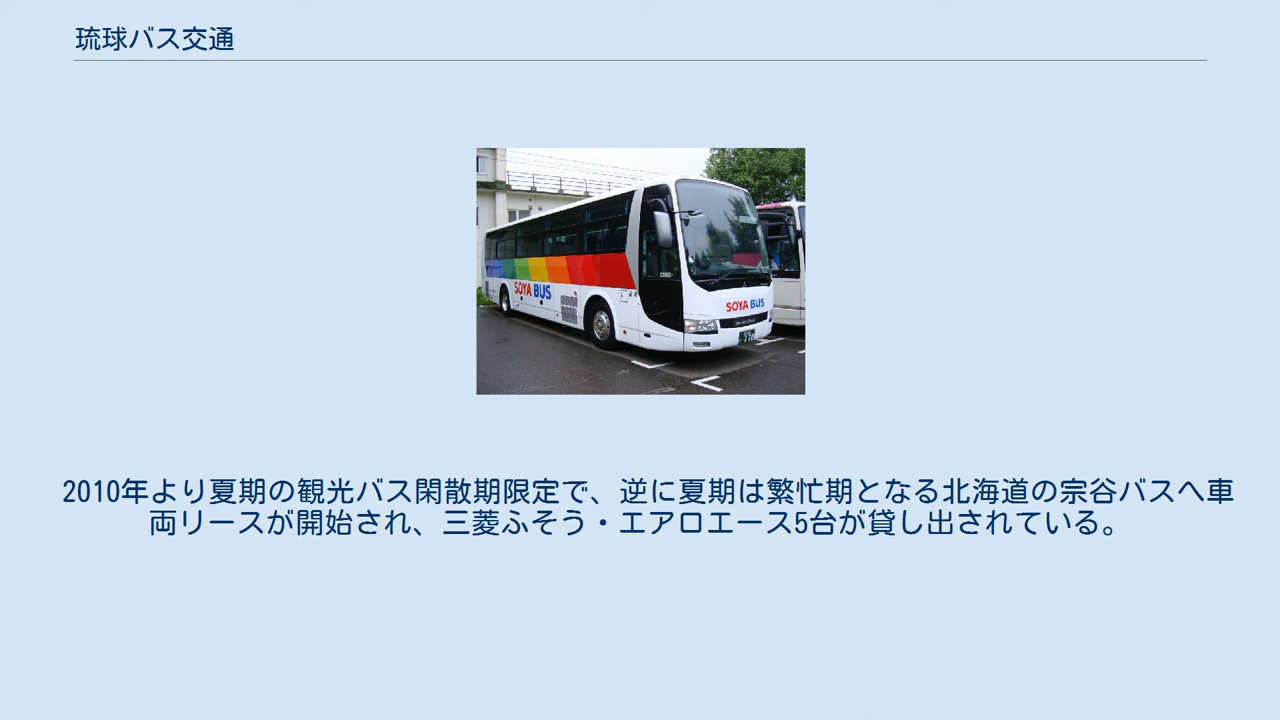 琉球バス交通
SOYA BUS
SOYA BUS
2010年より夏期の観光バス閑散期限定で、逆に夏期は繁忙期となる北海道の宗谷バスへ車
両リースが開始され、三菱ふそう・エアロエース5台が貸し出されている。